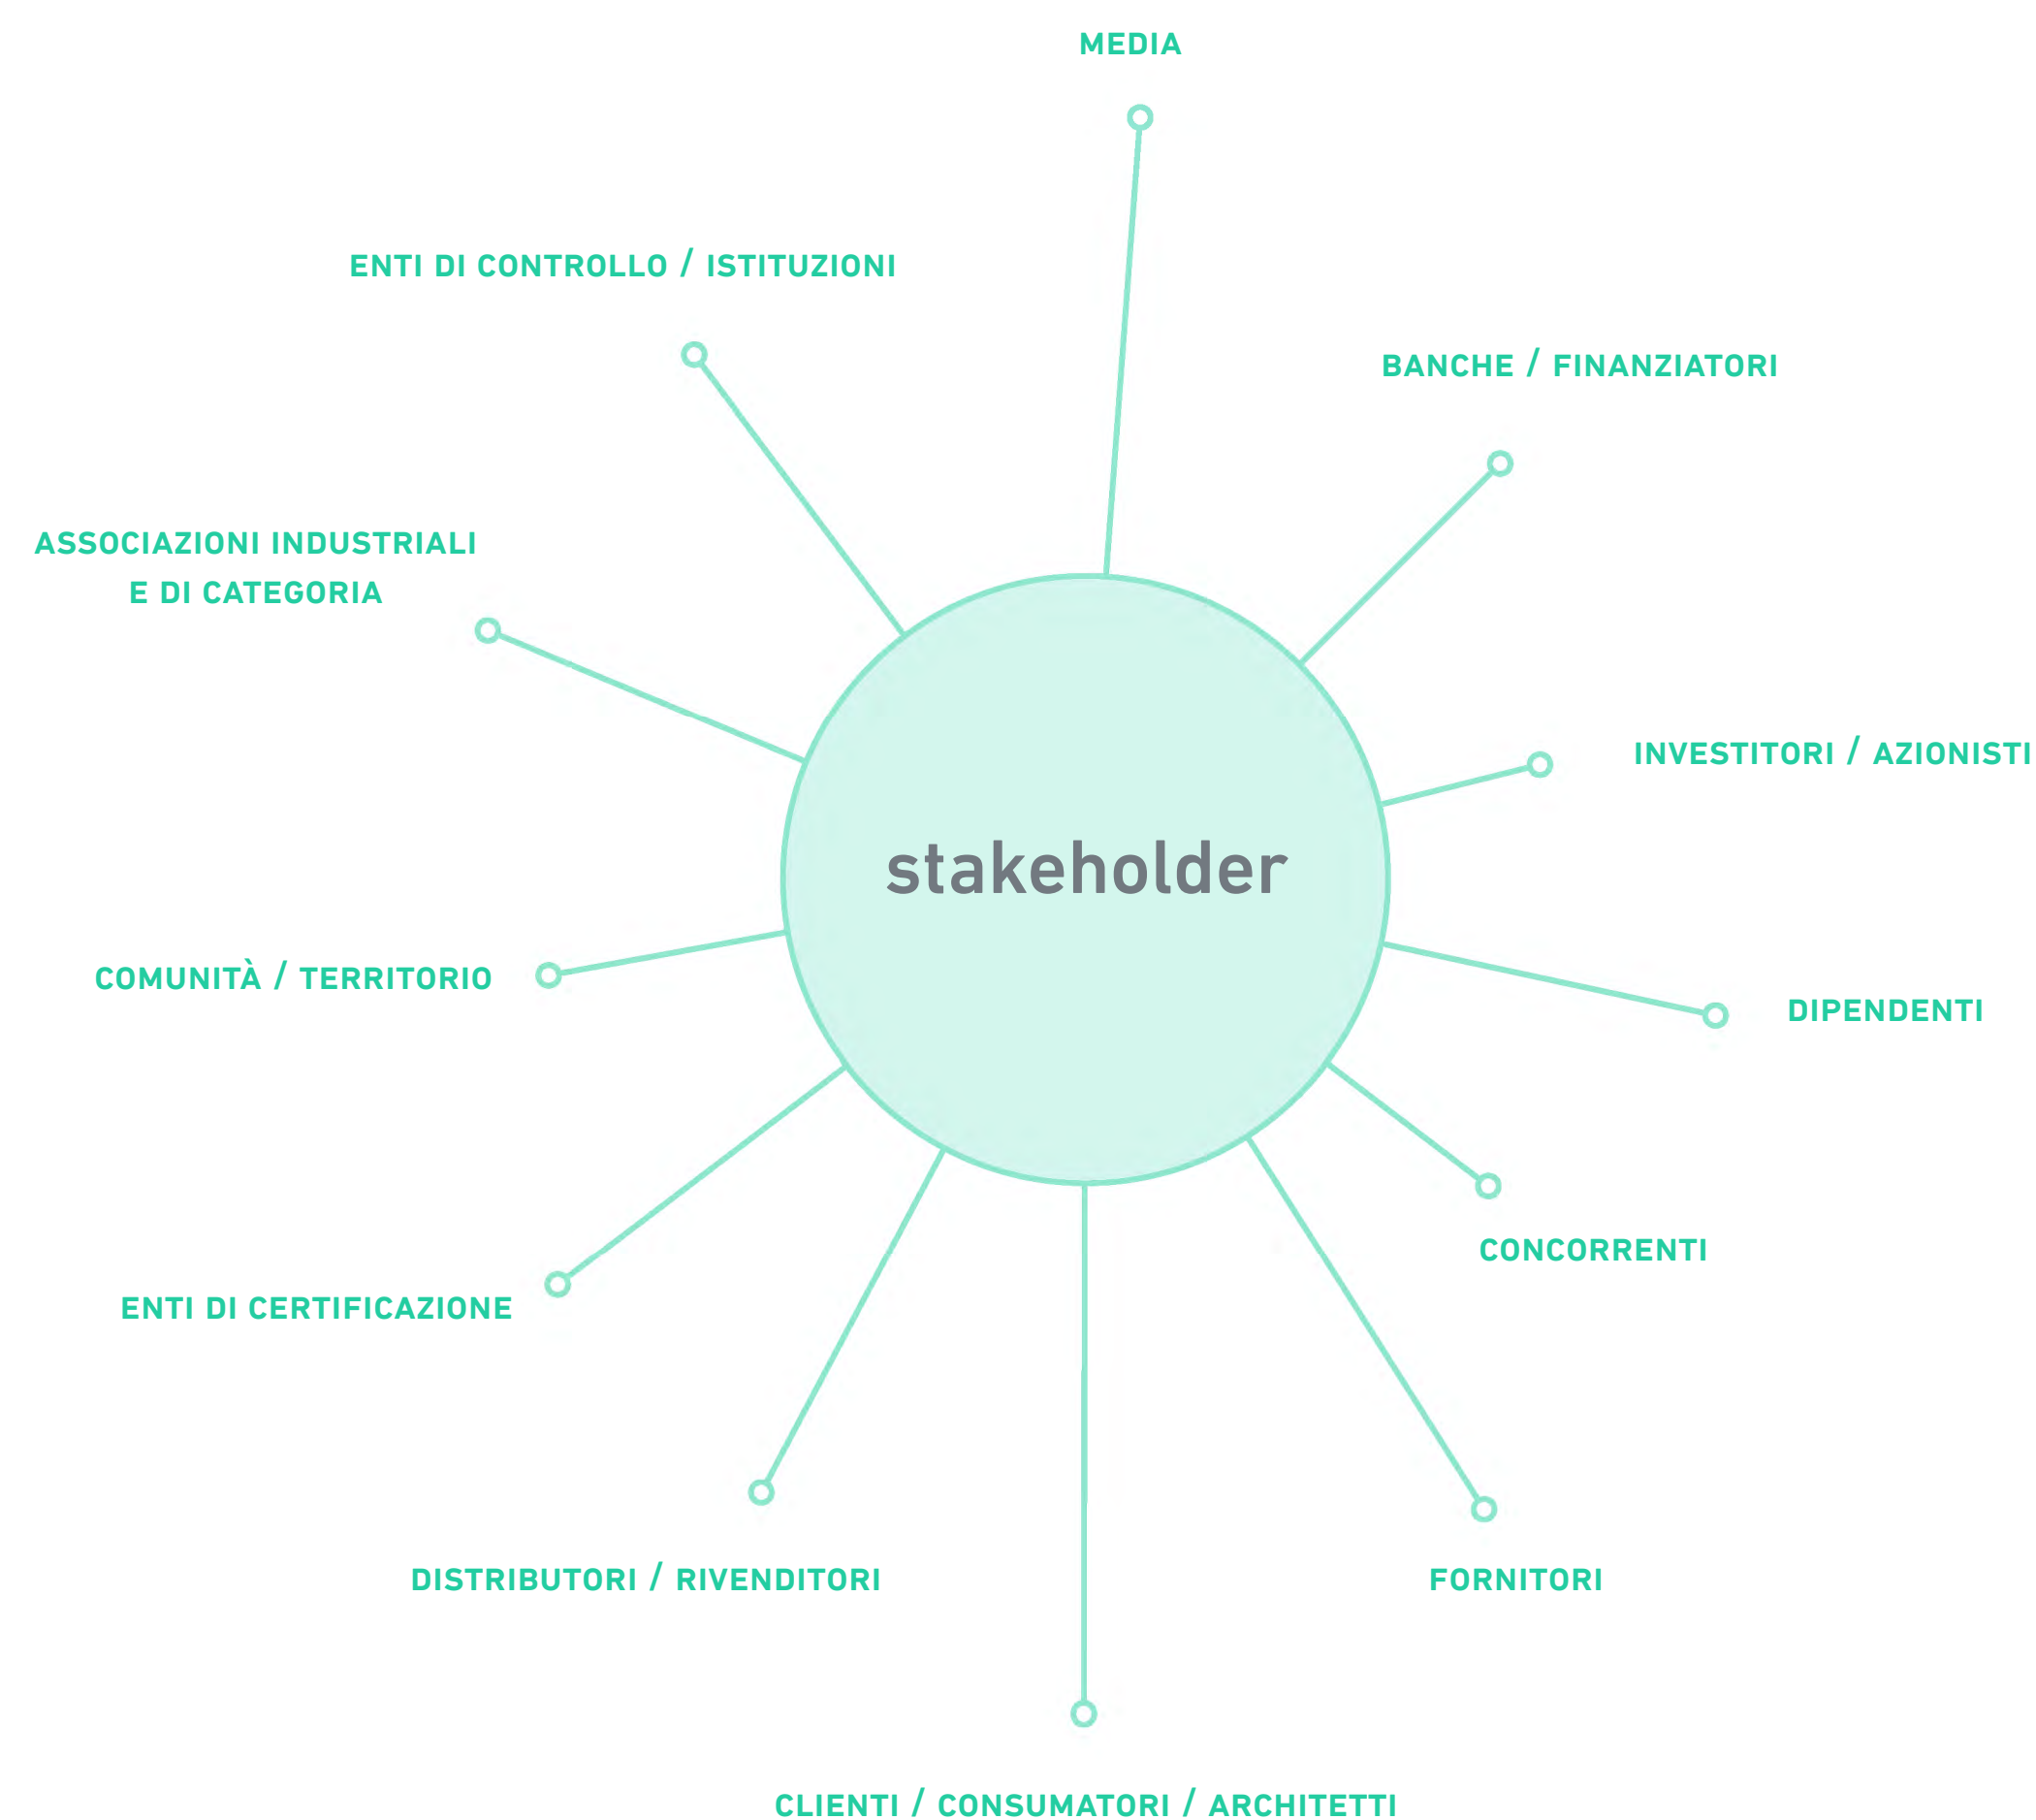 MEDIA
ENTI DI CONTROLLO / ISTITUZIONI
BANCHE / FINANZIATORI
ASSOCIAZIONI INDUSTRIALI
E DI CATEGORIA
INVESTITORI / AZIONISTI
stakeholder
COMUNITÀ / TERRITORIO
DIPENDENTI
CONCORRENTI
ENTI DI CERTIFICAZIONE
DISTRIBUTORI / RIVENDITORI
FORNITORI
CLIENTI / CONSUMATORI / ARCHITETTI